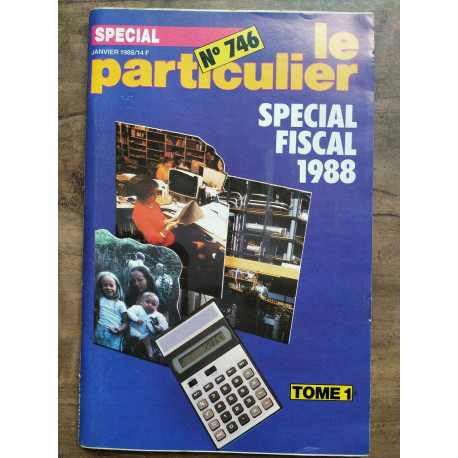 SPECIAL
JANVIER 1988/14 F
N° 746
le
particulier
SPECIAL
FISCAL
1988
TOME 1